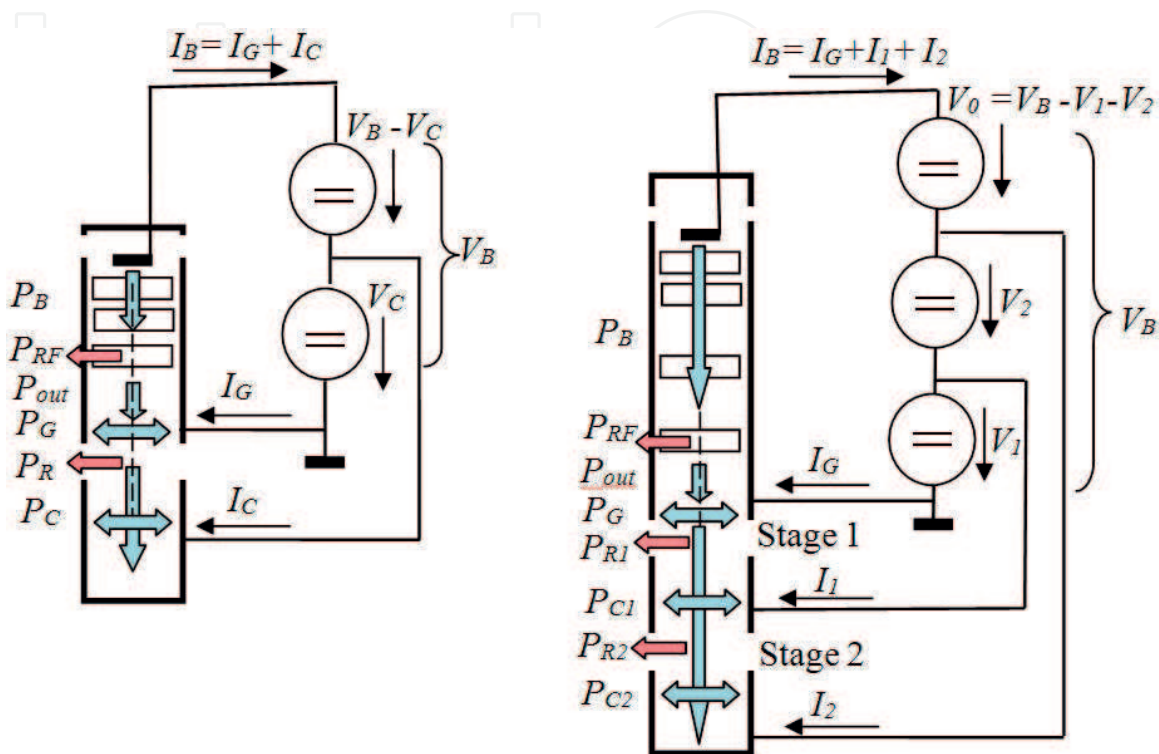 I_B = I_G + I_C
V_B - V_C
V_B
V_C
P_B
P_RF
P_out
P_G
P_R
P_C
I_G
I_C
I_B = I_G + I_1 + I_2
V_0 = V_B - V_1 - V_2
V_2
V_B
V_1
P_B
P_RF
P_out
P_G
P_R1
P_C1
P_R2
P_C2
I_G
Stage 1
I_1
Stage 2
I_2